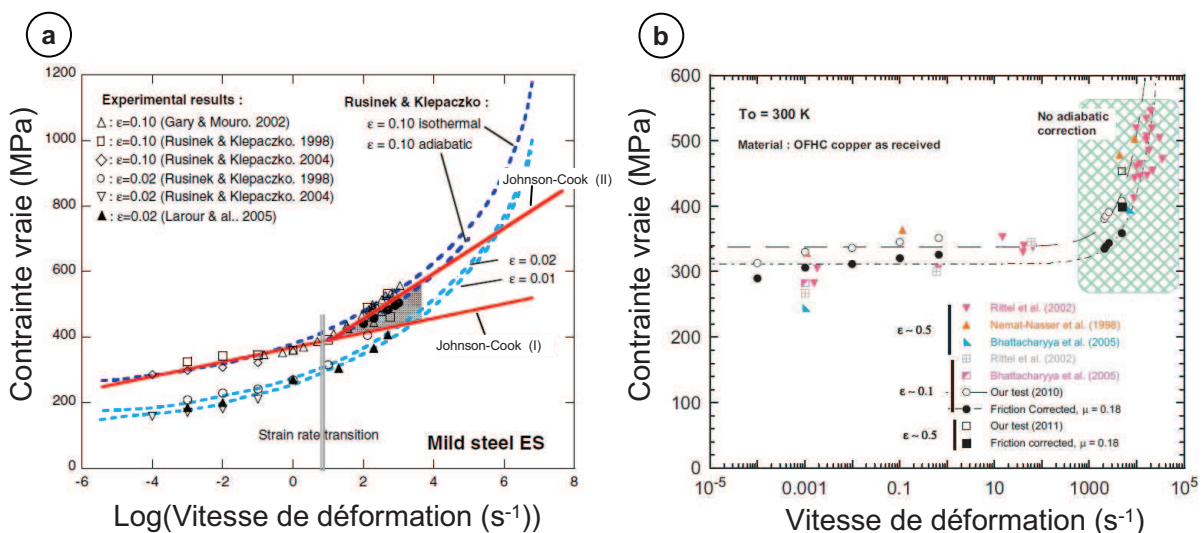 a
Contrainte vraie (MPa)
1200
1000
800
600
400
200
0
-6
-4
-2
0
2
4
6
8
Log(Vitesse de déformation (s-1))
Experimental results :
: ε=0.10 (Gary & Mouro. 2002)
: ε=0.10 (Rusinek & Klepaczko. 1998)
: ε=0.10 (Rusinek & Klepaczko. 2004)
: ε=0.02 (Rusinek & Klepaczko. 1998)
: ε=0.02 (Rusinek & Klepaczko. 2004)
: ε=0.02 (Larour & al.. 2005)
Rusinek & Klepaczko :
ε = 0.10 isothermal
ε = 0.10 adiabatic
Johnson-Cook (II)
ε = 0.02
ε = 0.01
Johnson-Cook (I)
Strain rate transition
Mild steel ES
b
Contrainte vraie (MPa)
600
500
400
300
200
100
0
10-5
0.001
0.1
10
1000
105
Vitesse de déformation (s-1)
To = 300 K
Material : OFHC copper as received
No adiabatic
correction
ε ~ 0.5
Rittel et al. (2002)
Nemat-Nasser et al. (1998)
Bhattacharyya et al. (2005)
Rittel et al. (2002)
Bhattacharyya et al. (2005)
ε ~ 0.1
Our test (2010)
Friction Corrected, μ = 0.18
ε ~ 0.5
Our test (2011)
Friction corrected, μ = 0.18